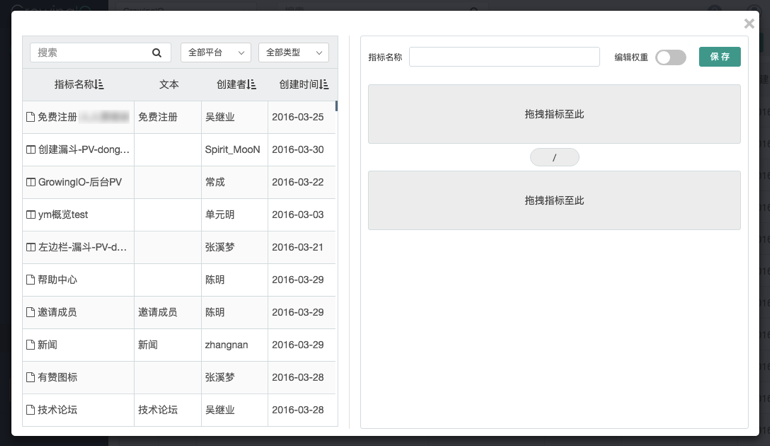 搜索
全部平台
全部类型
指标名称
文本
创建者
创建时间
免费注册
免费注册
吴继业
2016-03-25
创建漏斗-PV-dong...
Spirit_MooN
2016-03-30
GrowingIO-后台PV
常成
2016-03-22
ym概览test
单元明
2016-03-03
左边栏-漏斗-PV-d...
张溪梦
2016-03-21
帮助中心
陈明
2016-03-29
邀请成员
邀请成员
陈明
2016-03-29
新闻
新闻
zhangnan
2016-03-29
有赞图标
张溪梦
2016-03-28
技术论坛
技术论坛
吴继业
2016-03-28
指标名称
编辑权重
保存
拖拽指标至此
/
拖拽指标至此